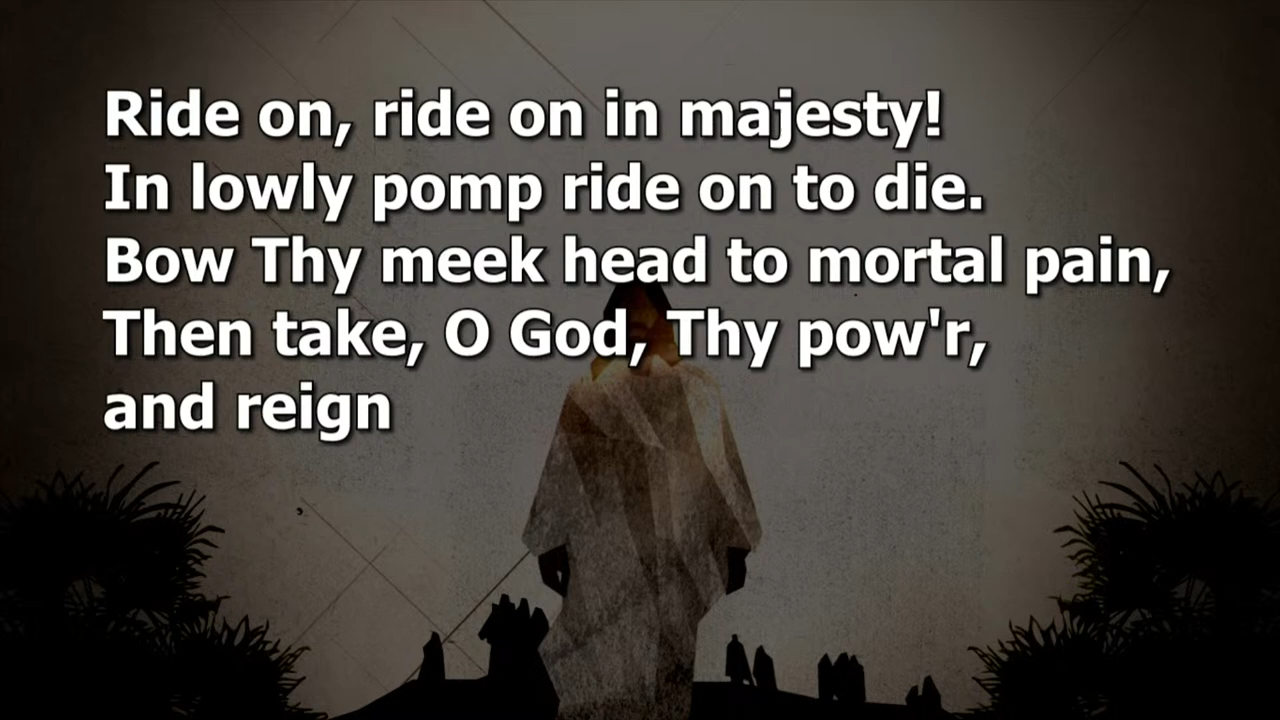 Ride on, ride on in majesty!
In lowly pomp ride on to die.
Bow Thy meek head to mortal pain,
Then take, O God, Thy pow'r,
and reign